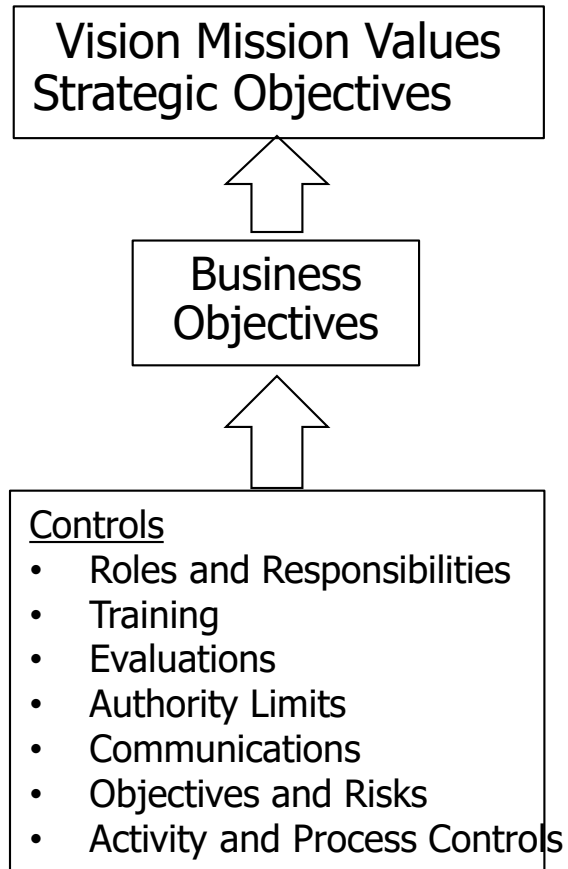 Vision Mission Values
Strategic Objectives
Business
Objectives
Controls
• Roles and Responsibilities
• Training
• Evaluations
• Authority Limits
• Communications
• Objectives and Risks
• Activity and Process Controls